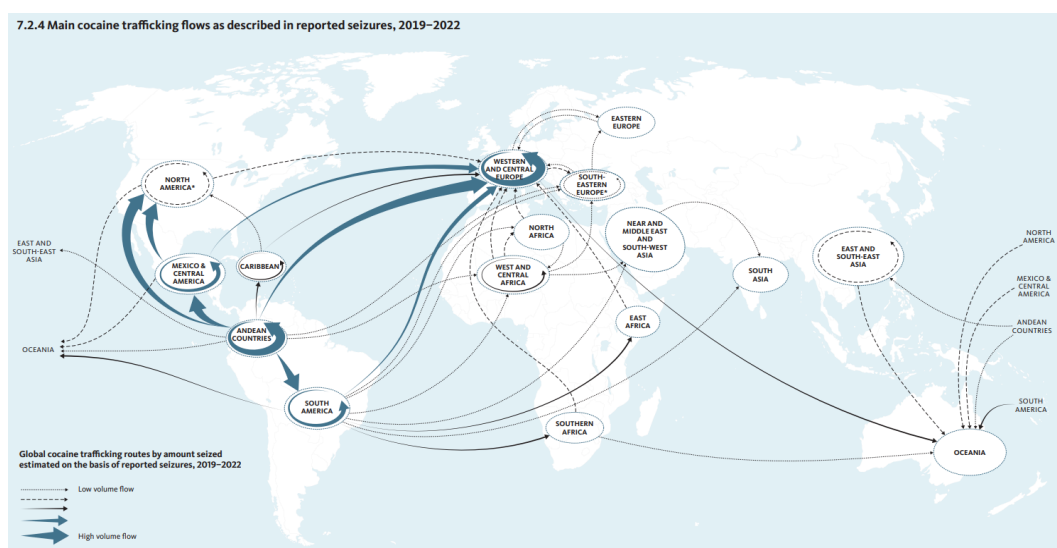 7.2.4 Main cocaine trafficking flows as described in reported seizures, 2019–2022
EASTERN
EUROPE
WESTERN
AND CENTRAL
EUROPE
NORTH
AMERICA*
SOUTH-
EASTERN
EUROPE*
NORTH
AFRICA
NEAR AND
MIDDLE EAST
AND
SOUTH-WEST
ASIA
EAST AND
SOUTH-EAST
ASIA
NORTH
AMERICA
EAST AND
SOUTH-EAST
ASIA
MEXICO &
CENTRAL
AMERICA
CARIBBEAN
WEST AND
CENTRAL
AFRICA
SOUTH
ASIA
MEXICO &
CENTRAL
AMERICA
ANDEAN
COUNTRIES
EAST
AFRICA
ANDEAN
COUNTRIES
OCEANIA
SOUTH
AMERICA
SOUTHERN
AFRICA
SOUTH
AMERICA
OCEANIA
Global cocaine trafficking routes by amount seized
estimated on the basis of reported seizures, 2019–2022
Low volume flow
High volume flow